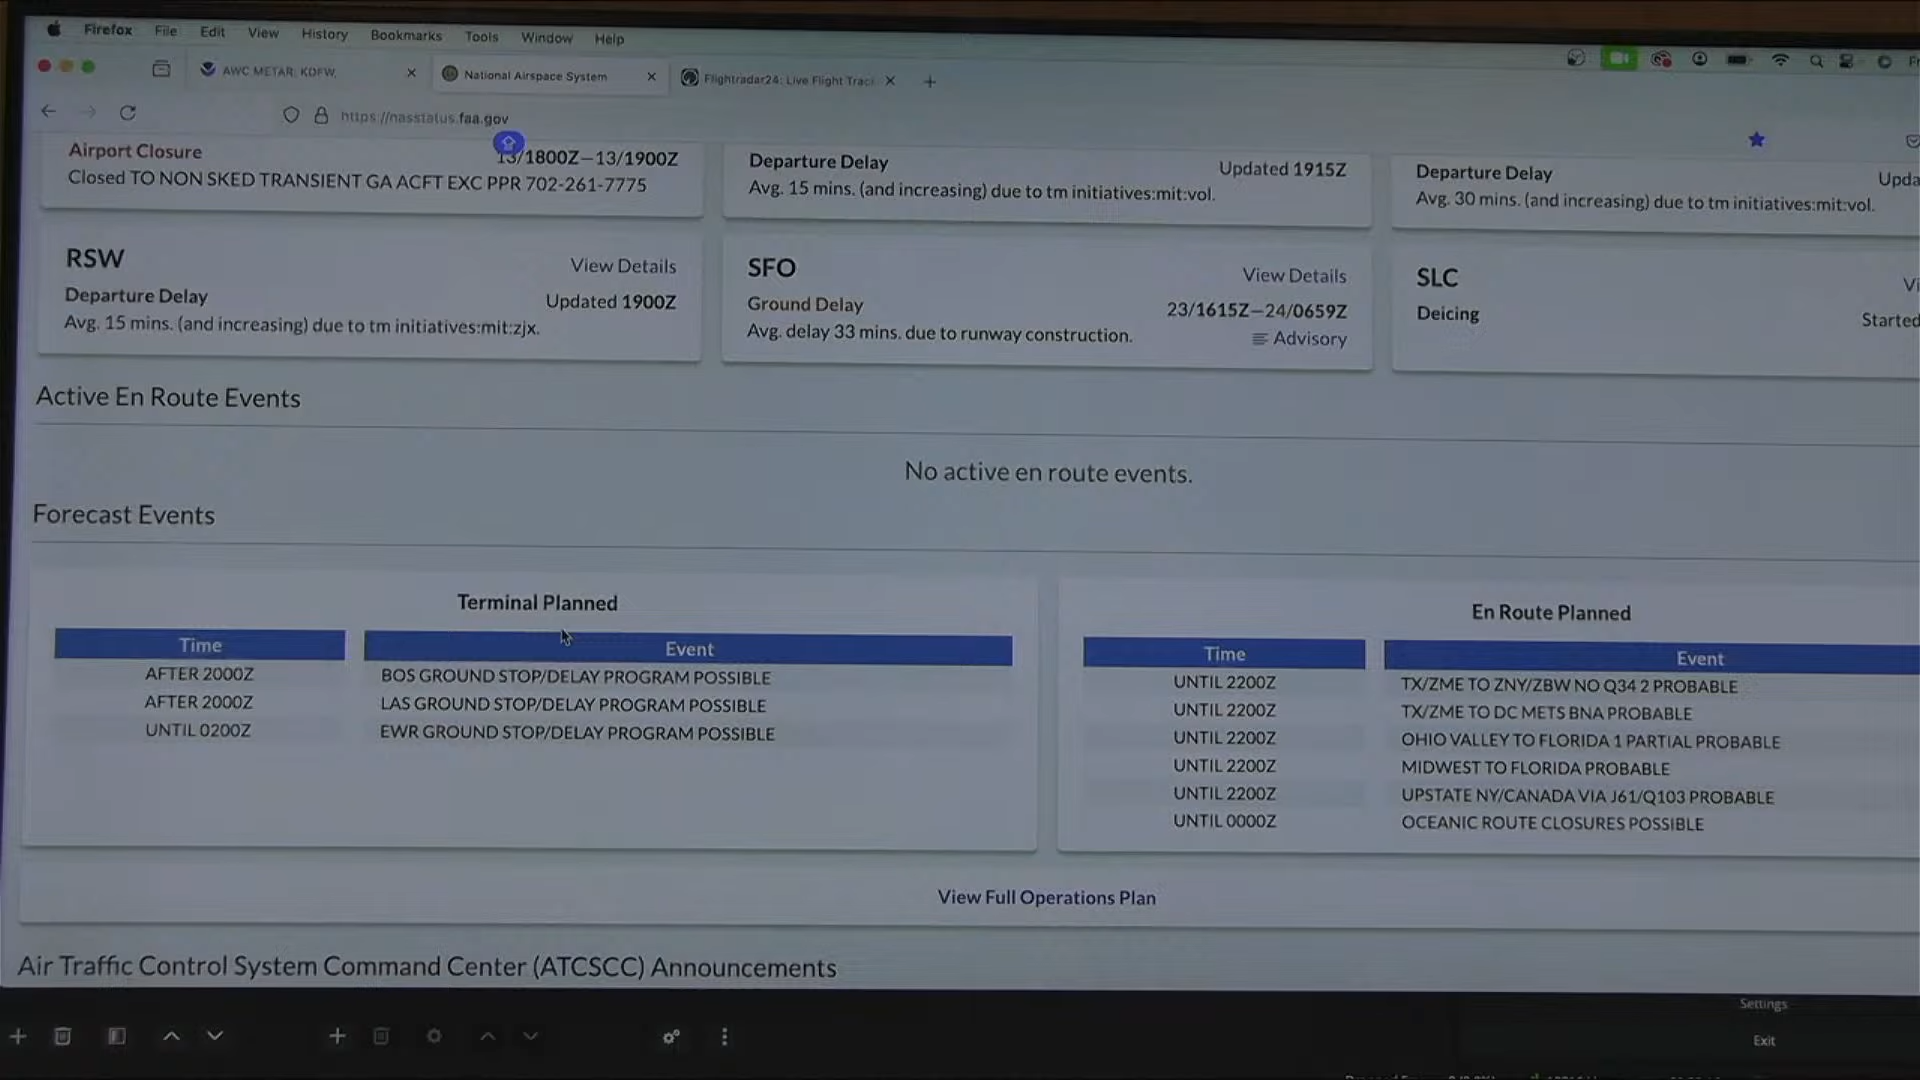 Firefox File Edit View History Bookmarks Tools Window Help
AWC METAR: KDFW,
National Airspace System
Flightradar24: Live Flight Traci
https://nasstatus.faa.gov
Airport Closure
13/1800Z—13/1900Z
Closed TO NON SKED TRANSIENT GA ACFT EXC PPR 702-261-7775
Departure Delay
Updated 1915Z
Avg. 15 mins. (and increasing) due to tm initiatives:mit:vol.
Departure Delay
Upda
Avg. 30 mins. (and increasing) due to tm initiatives:mit:vol.
RSW
View Details
Departure Delay
Updated 1900Z
Avg. 15 mins. (and increasing) due to tm initiatives:mit:zjx.
SFO
View Details
Ground Delay
23/1615Z—24/0659Z
Avg. delay 33 mins. due to runway construction.
Advisory
SLC
Vi
Deicing
Started
Active En Route Events
No active en route events.
Forecast Events
Terminal Planned
Time Event
AFTER 2000Z BOS GROUND STOP/DELAY PROGRAM POSSIBLE
AFTER 2000Z LAS GROUND STOP/DELAY PROGRAM POSSIBLE
UNTIL 0200Z EWR GROUND STOP/DELAY PROGRAM POSSIBLE
En Route Planned
Time Event
UNTIL 2200Z TX/ZME TO ZNY/ZBW NO Q34 2 PROBABLE
UNTIL 2200Z TX/ZME TO DC METS BNA PROBABLE
UNTIL 2200Z OHIO VALLEY TO FLORIDA 1 PARTIAL PROBABLE
UNTIL 2200Z MIDWEST TO FLORIDA PROBABLE
UNTIL 2200Z UPSTATE NY/CANADA VIA J61/Q103 PROBABLE
UNTIL 0000Z OCEANIC ROUTE CLOSURES POSSIBLE
View Full Operations Plan
Air Traffic Control System Command Center (ATCSCC) Announcements
Settings
Exit